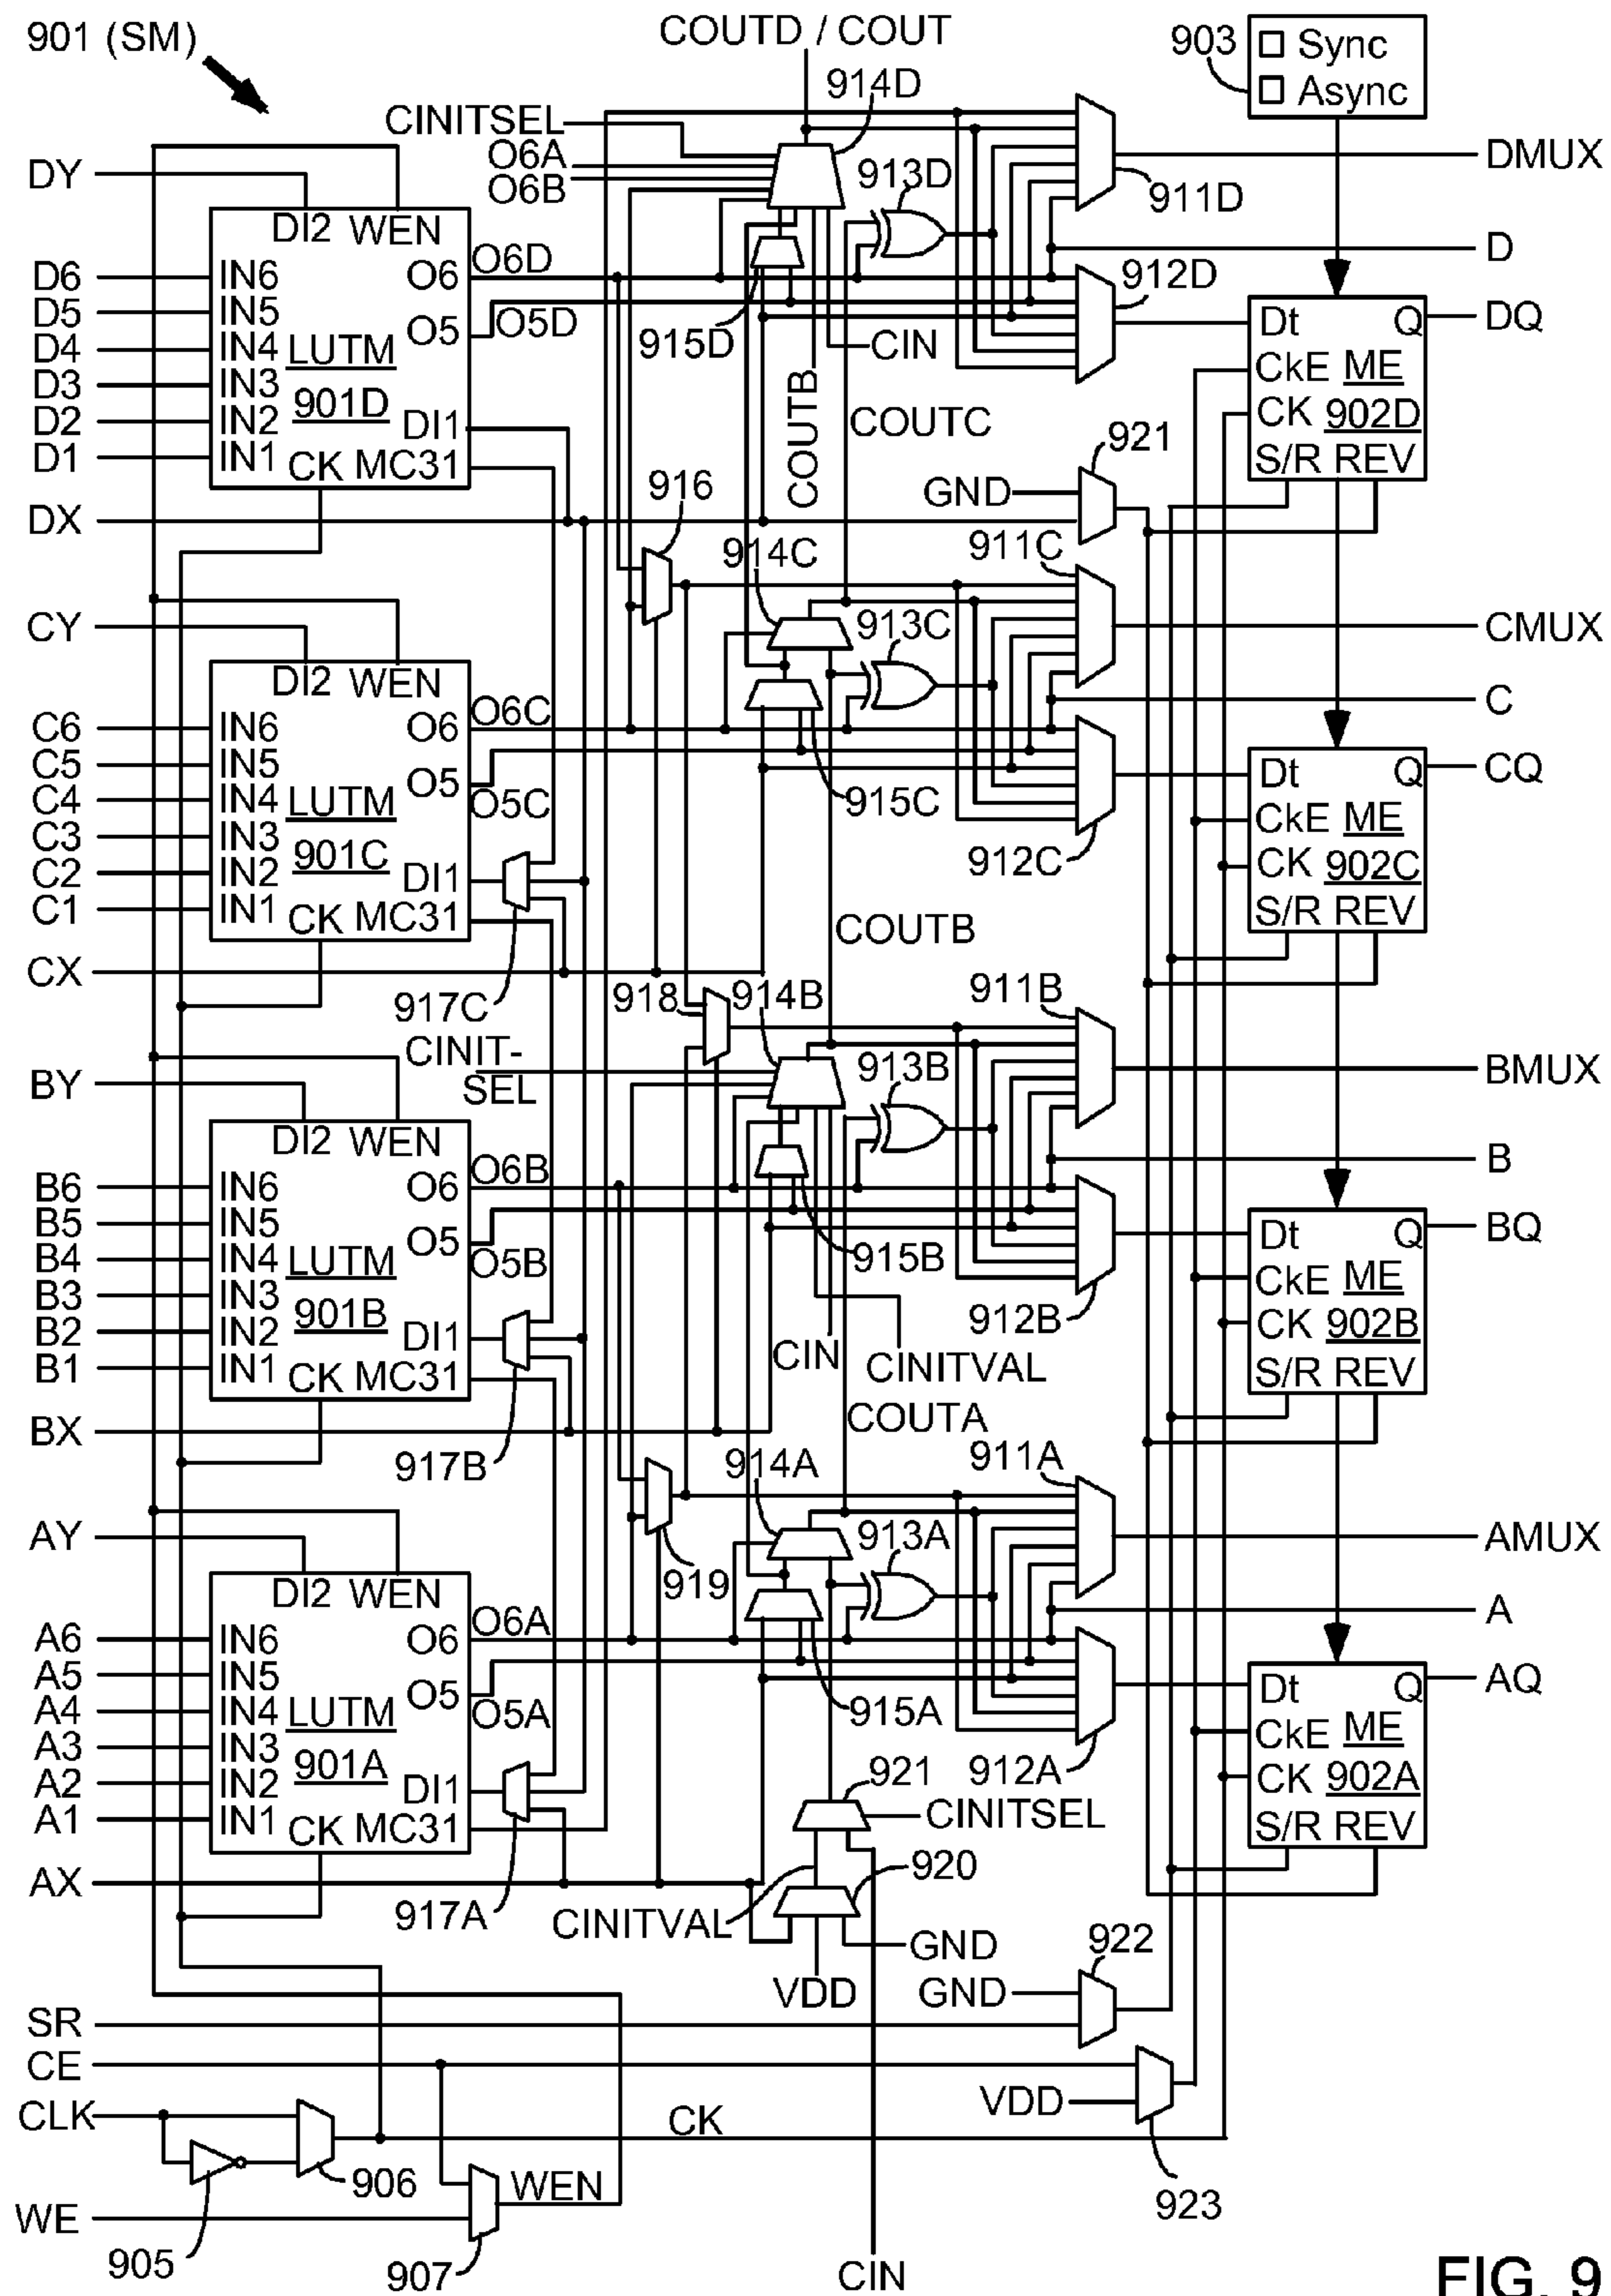 901 (SM)
COUTD / COUT
903
Sync
Async
914D
CINITSEL
O6A
O6B
DY
913D
DMUX
911D
DI2 WEN
D
O6D
D6
IN6
O6
912D
D5
IN5
O5D
Dt
Q
DQ
D4
IN4
LUTM
O5
915D
CIN
CkE
ME
D3
IN3
901D
COUTB
COUTC
CK
902D
D2
IN2
DI1
921
S/R REV
D1
IN1
CK MC31
916
GND
DX
914C
911C
CY
913C
CMUX
DI2 WEN
C
O6C
C6
IN6
O6
C5
IN5
Dt
Q
CQ
C4
IN4
LUTM
O5
O5C
915C
CkE
ME
C3
IN3
901C
912C
CK
902C
C2
IN2
DI1
S/R REV
C1
IN1
CK MC31
COUTB
CX
917C
918
914B
911B
CINIT-
SEL
913B
BY
BMUX
DI2 WEN
B
O6B
B6
IN6
O6
B5
IN5
Dt
Q
BQ
B4
IN4
LUTM
O5
O5B
915B
CkE
ME
B3
IN3
901B
912B
CK
902B
B2
IN2
DI1
CIN
CINITVAL
S/R REV
B1
IN1
CK MC31
COUTA
BX
917B
914A
911A
AY
913A
AMUX
919
DI2 WEN
A
O6A
A6
IN6
O6
A5
IN5
Dt
Q
AQ
A4
IN4
LUTM
O5
O5A
915A
CkE
ME
A3
IN3
901A
912A
CK
902A
A2
IN2
DI1
921
CINITSEL
S/R REV
A1
IN1
CK MC31
920
AX
917A
CINITVAL
GND
922
VDD
GND
SR
CE
VDD
CLK
CK
906
WEN
923
WE
905
907
CIN
FIG. 9